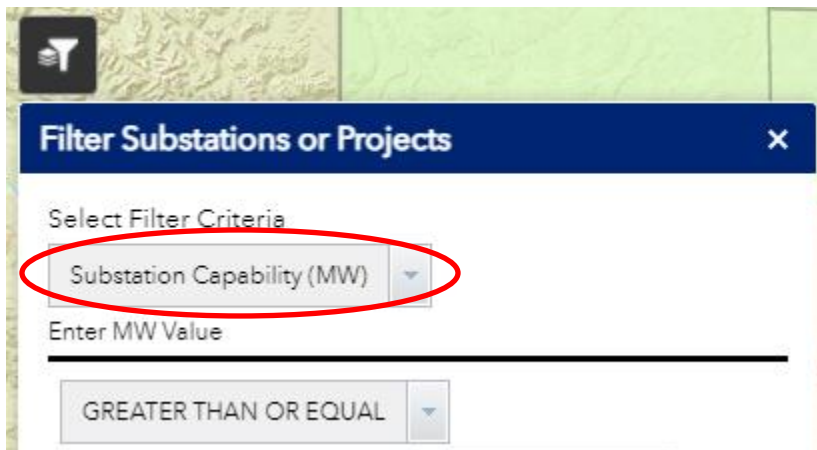 Filter Substations or Projects ×
Select Filter Criteria
Substation Capability (MW)
Enter MW Value
GREATER THAN OR EQUAL